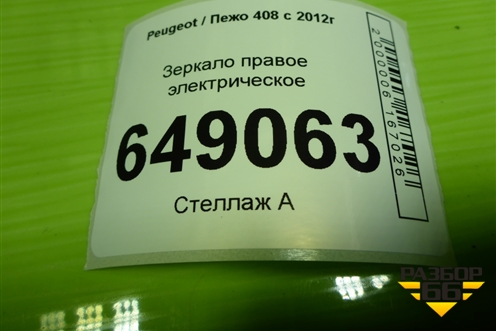 Peugeot / Пежо 408 с 2012г
Зеркало правое
электрическое
649063
Стеллаж А
2000006167026
РАЗБОР
66